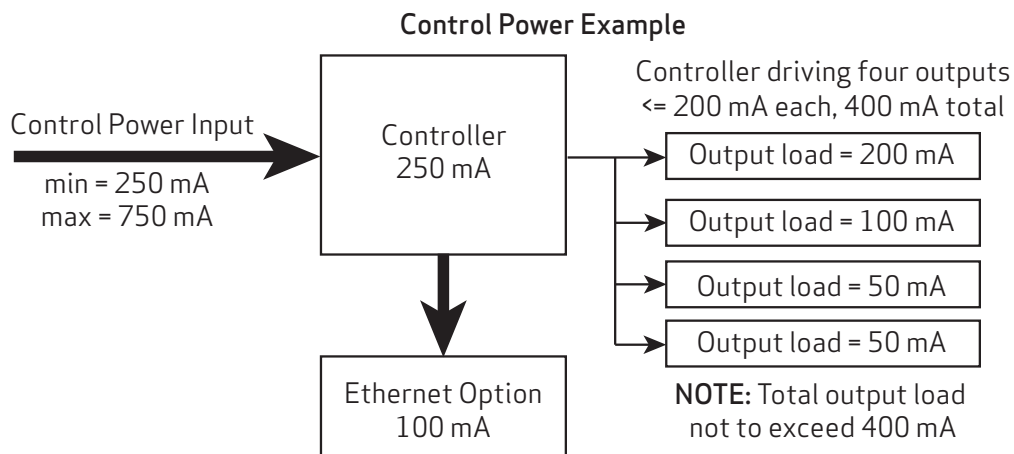 Control Power Example
Control Power Input
min = 250 mA
max = 750 mA
Controller
250 mA
Ethernet Option
100 mA
Controller driving four outputs
<= 200 mA each, 400 mA total
Output load = 200 mA
Output load = 100 mA
Output load = 50 mA
Output load = 50 mA
NOTE: Total output load
not to exceed 400 mA